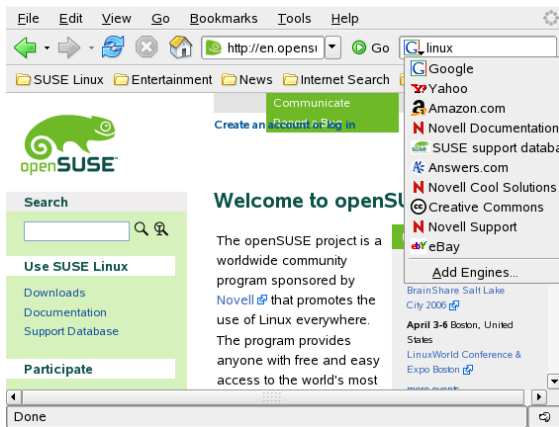 File Edit View Go Bookmarks Tools Help
http://en.opensu Go linux
SUSE Linux Entertainment News Internet Search
Google
Yahoo
Amazon.com
Novell Documentation
SUSE support databa
Answers.com
Novell Cool Solutions
Creative Commons
Novell Support
eBay
Add Engines...
Communicate
Report a Bug
Create an account or log in
openSUSE
Search
Use SUSE Linux
Downloads
Documentation
Support Database
Participate
Welcome to openSU
The openSUSE project is a
worldwide community
program sponsored by
Novell that promotes the
use of Linux everywhere.
The program provides
anyone with free and easy
access to the world's most
BrainShare Salt Lake
City 2006
April 3-6 Boston, United
States
LinuxWorld Conference &
Expo Boston
more events
Done